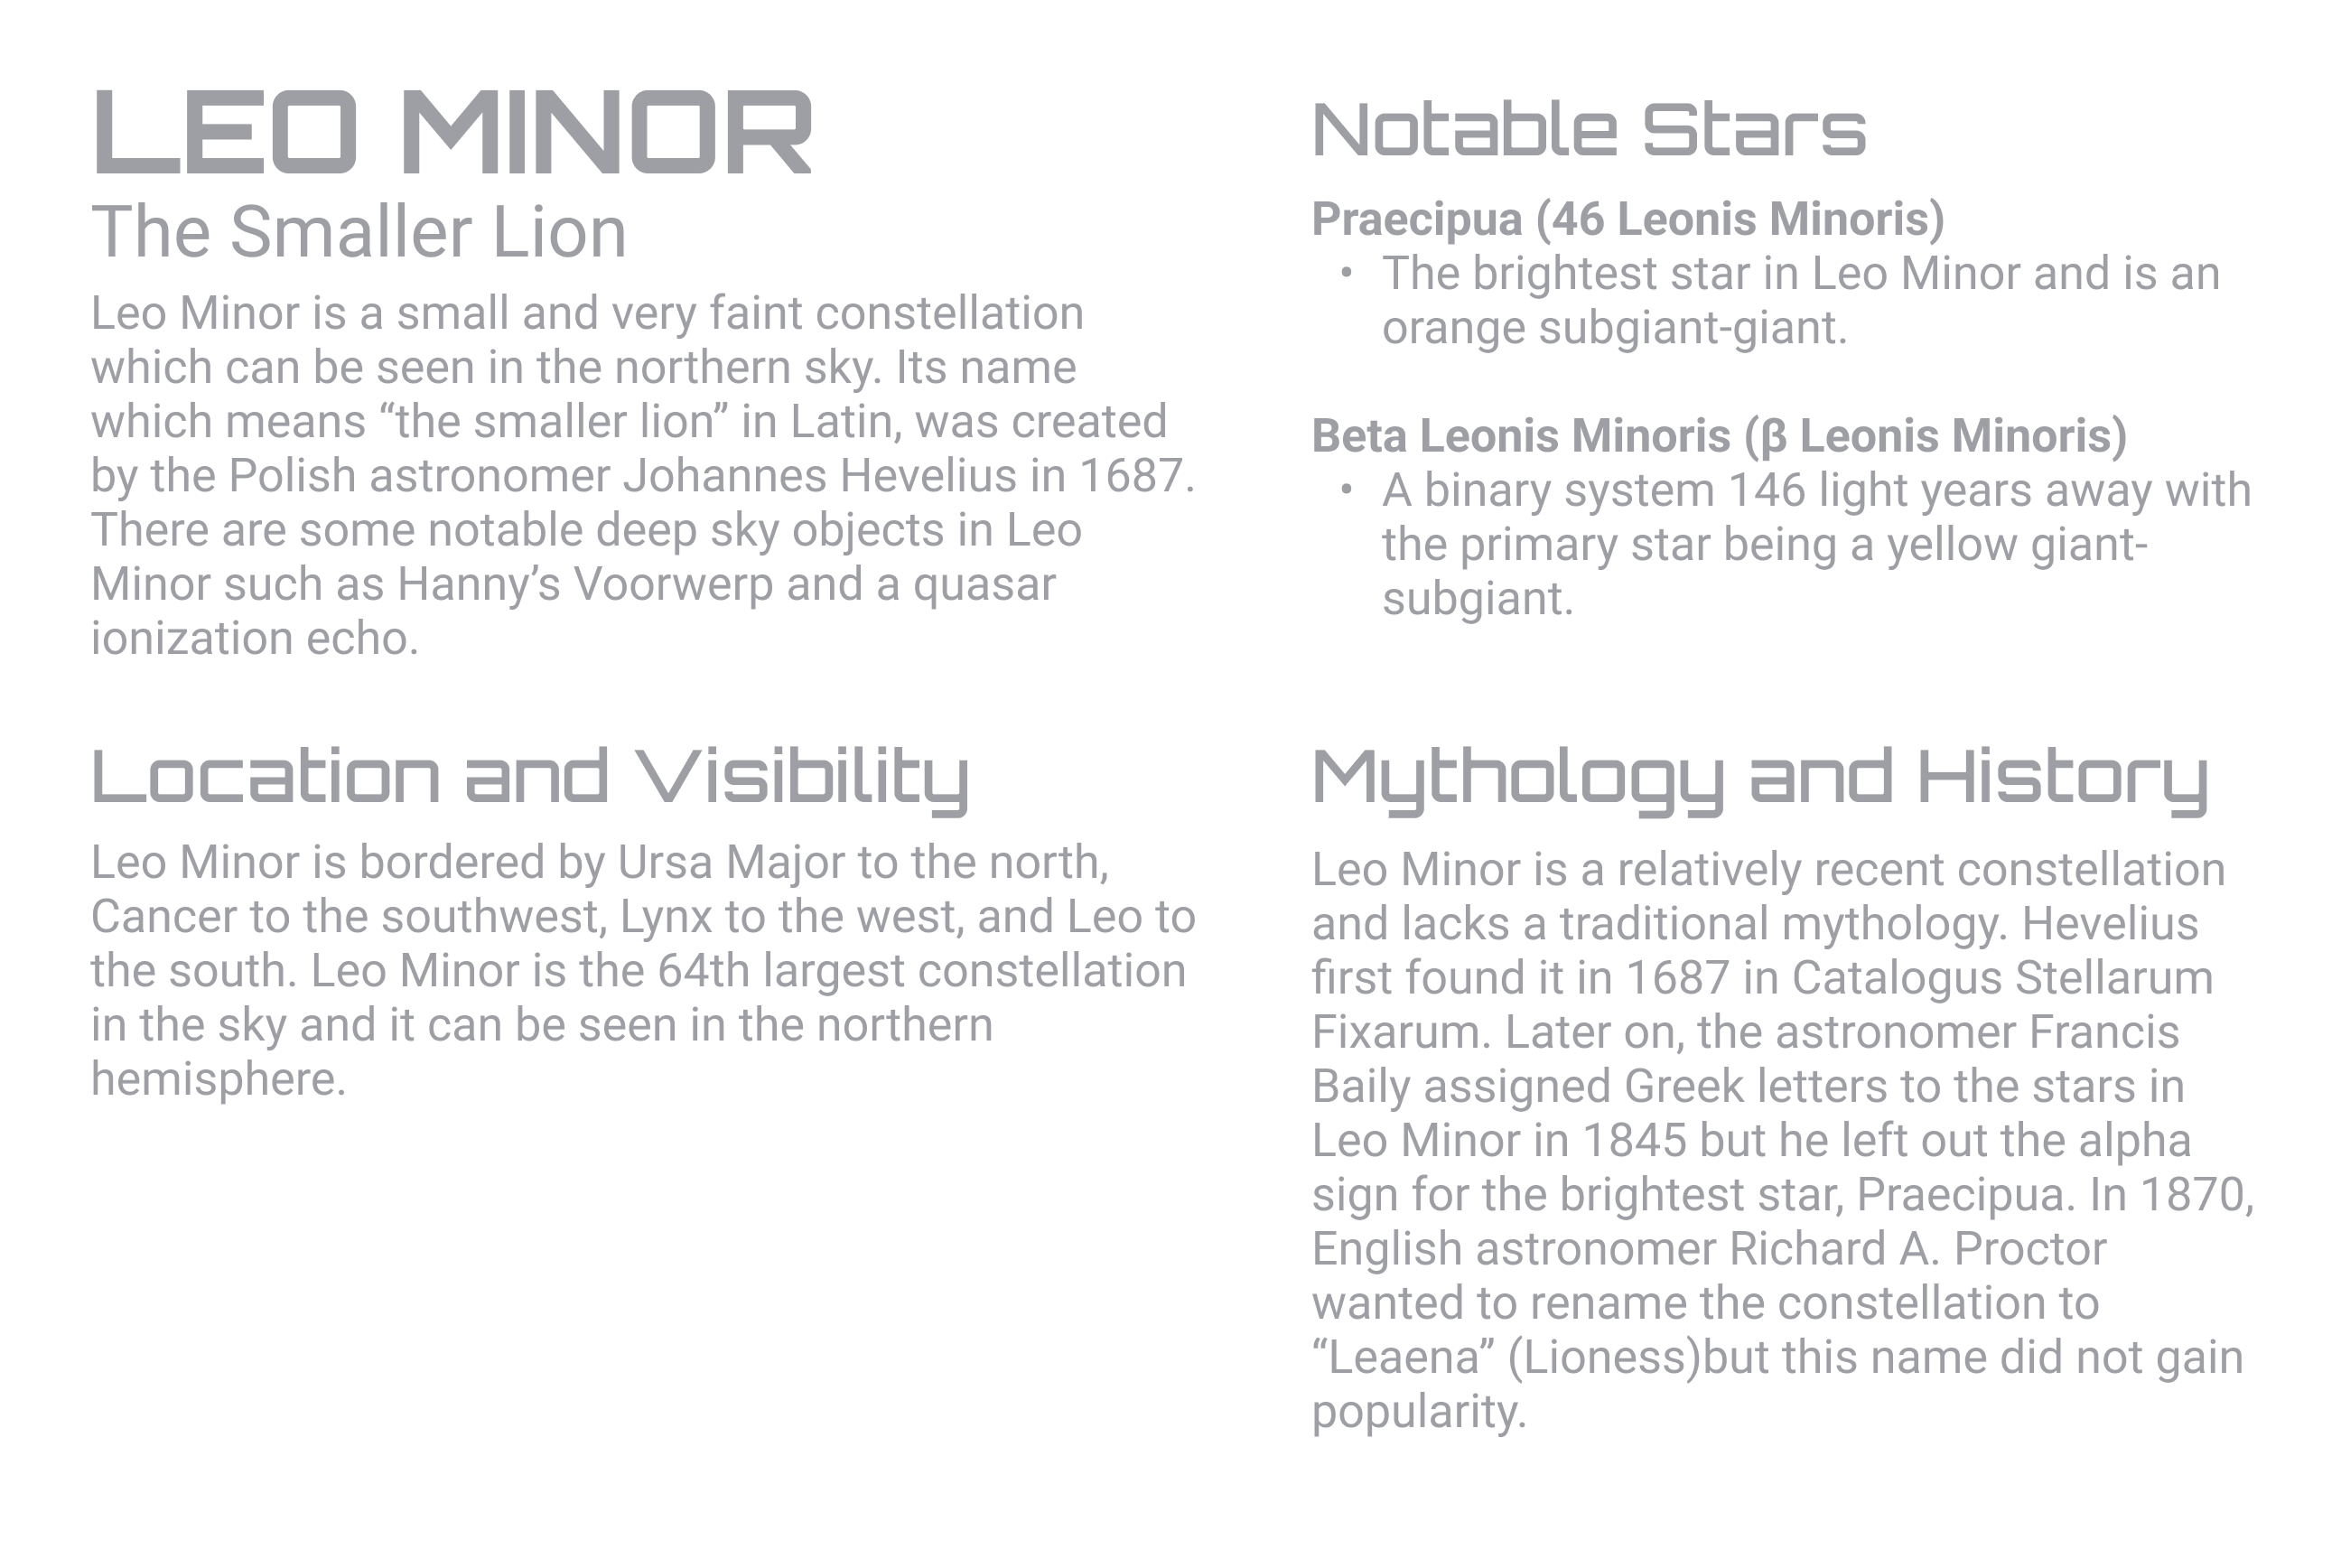 LEO MINOR
The Smaller Lion
Leo Minor is a small and very faint constellation
which can be seen in the northern sky. Its name
which means “the smaller lion” in Latin, was created
by the Polish astronomer Johannes Hevelius in 1687.
There are some notable deep sky objects in Leo
Minor such as Hanny’s Voorwerp and a quasar
ionization echo.
Location and Visibility
Leo Minor is bordered by Ursa Major to the north,
Cancer to the southwest, Lynx to the west, and Leo to
the south. Leo Minor is the 64th largest constellation
in the sky and it can be seen in the northern
hemisphere.
Notable Stars
Praecipua (46 Leonis Minoris)
• The brightest star in Leo Minor and is an
orange subgiant-giant.
Beta Leonis Minoris (β Leonis Minoris)
• A binary system 146 light years away with
the primary star being a yellow giant-
subgiant.
Mythology and History
Leo Minor is a relatively recent constellation
and lacks a traditional mythology. Hevelius
first found it in 1687 in Catalogus Stellarum
Fixarum. Later on, the astronomer Francis
Baily assigned Greek letters to the stars in
Leo Minor in 1845 but he left out the alpha
sign for the brightest star, Praecipua. In 1870,
English astronomer Richard A. Proctor
wanted to rename the constellation to
“Leaena” (Lioness)but this name did not gain
popularity.